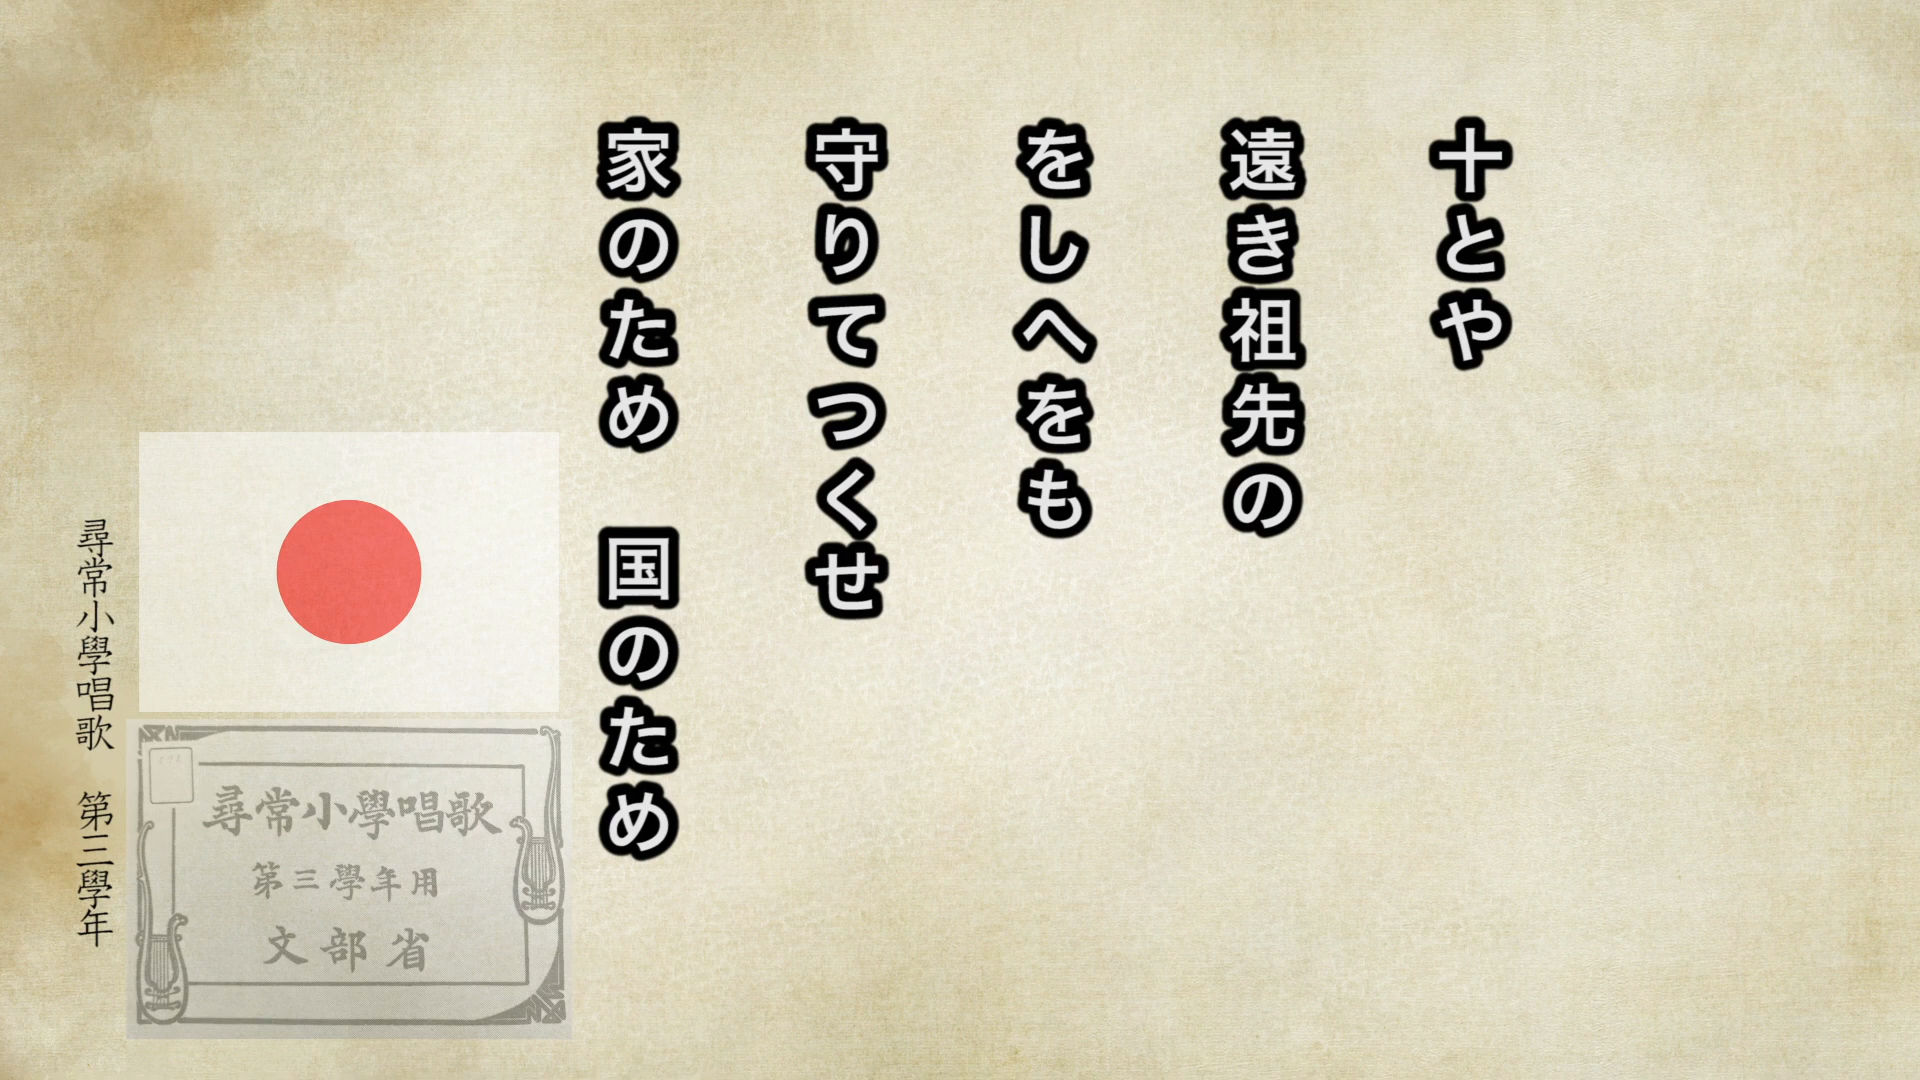 十とや
遠き祖先の
をしへをも
守りてつくせ
家のため　国のため
尋常小學唱歌　第三學年
尋常小學唱歌
第三學年用
文部省